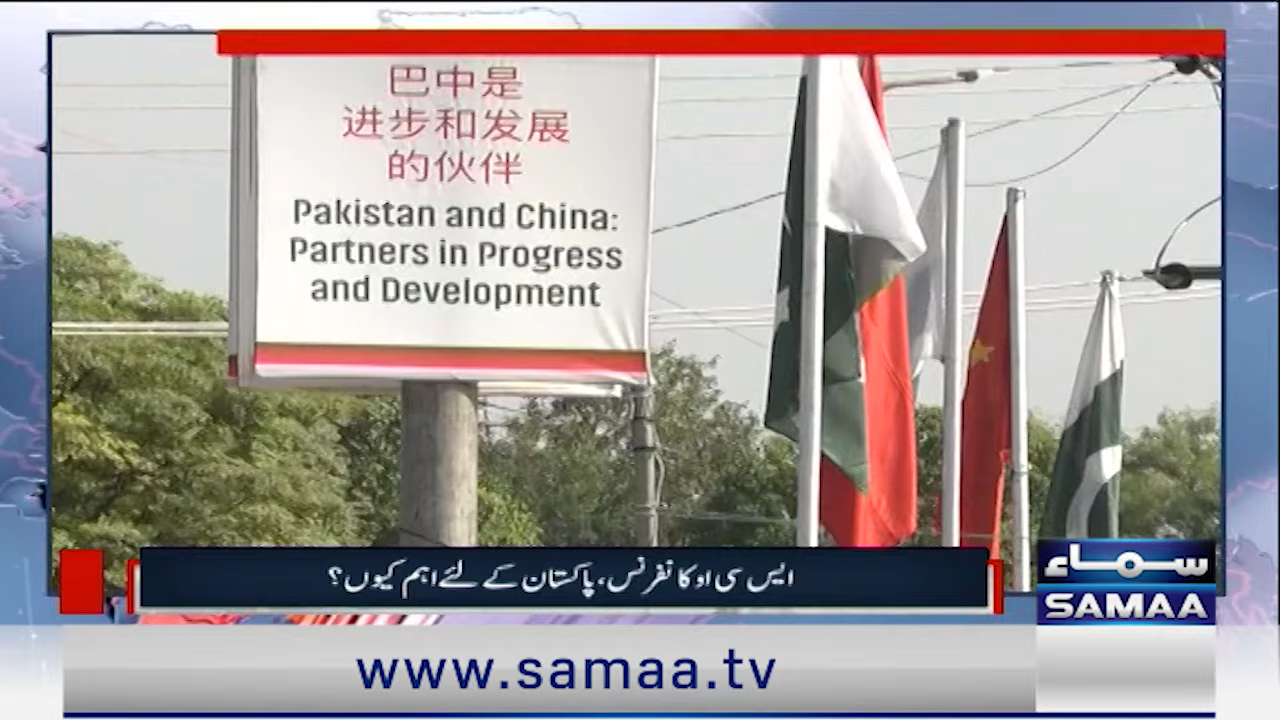 巴中是
进步和发展
的伙伴
Pakistan and China:
Partners in Progress
and Development
ایس سی او کانفرنس، پاکستان کے لئے اہم کیوں؟
سماء
SAMAA
www.samaa.tv